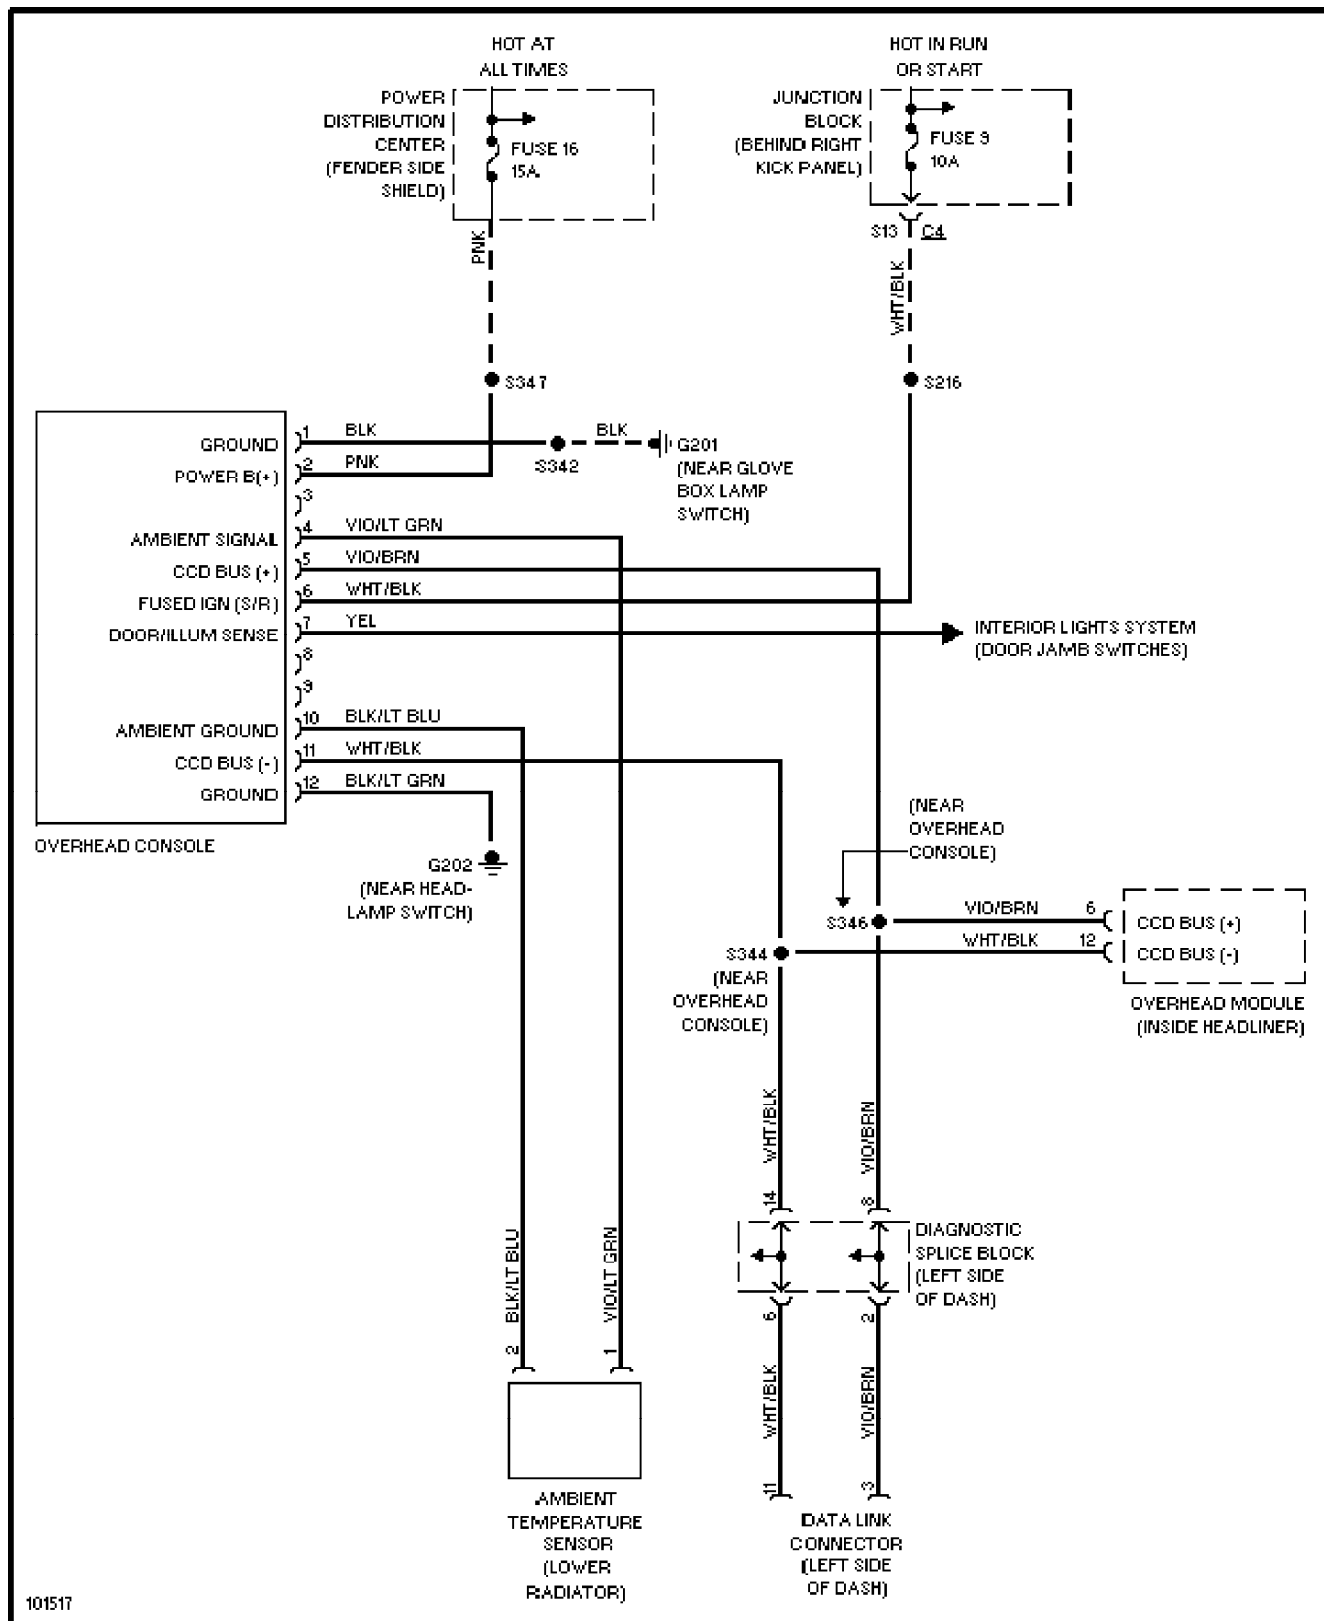 HOT AT
ALL TIMES
HOT IN RUN
OR START
POWER
DISTRIBUTION
CENTER
(FENDER SIDE
SHIELD)
FUSE 16
15A
JUNCTION
BLOCK
(BEHIND RIGHT
KICK PANEL)
FUSE 9
10A
S13 C4
PNK
WHT/BLK
S347
S216
GROUND 1 BLK
S342
BLK
G201
(NEAR GLOVE
BOX LAMP
SWITCH)
POWER B(+) 2 PNK
3
AMBIENT SIGNAL 4 VIO/LT GRN
CCD BUS (+) 5 VIO/BRN
FUSED IGN (S/R) 6 WHT/BLK
DOOR/ILLUM SENSE 7 YEL
INTERIOR LIGHTS SYSTEM
(DOOR JAMB SWITCHES)
8
9
AMBIENT GROUND 10 BLK/LT BLU
CCD BUS (-) 11 WHT/BLK
GROUND 12 BLK/LT GRN
OVERHEAD CONSOLE
G202
(NEAR HEAD-
LAMP SWITCH)
(NEAR
OVERHEAD
CONSOLE)
S346
VIO/BRN 6 CCD BUS (+)
S344
WHT/BLK 12 CCD BUS (-)
(NEAR
OVERHEAD
CONSOLE)
OVERHEAD MODULE
(INSIDE HEADLINER)
WHT/BLK
VIO/BRN
14
8
DIAGNOSTIC
SPLICE BLOCK
(LEFT SIDE
OF DASH)
6
2
BLK/LT BLU
VIO/LT GRN
2
1
WHT/BLK
VIO/BRN
11
3
AMBIENT
TEMPERATURE
SENSOR
(LOWER
RADIATOR)
DATA LINK
CONNECTOR
(LEFT SIDE
OF DASH)
101517